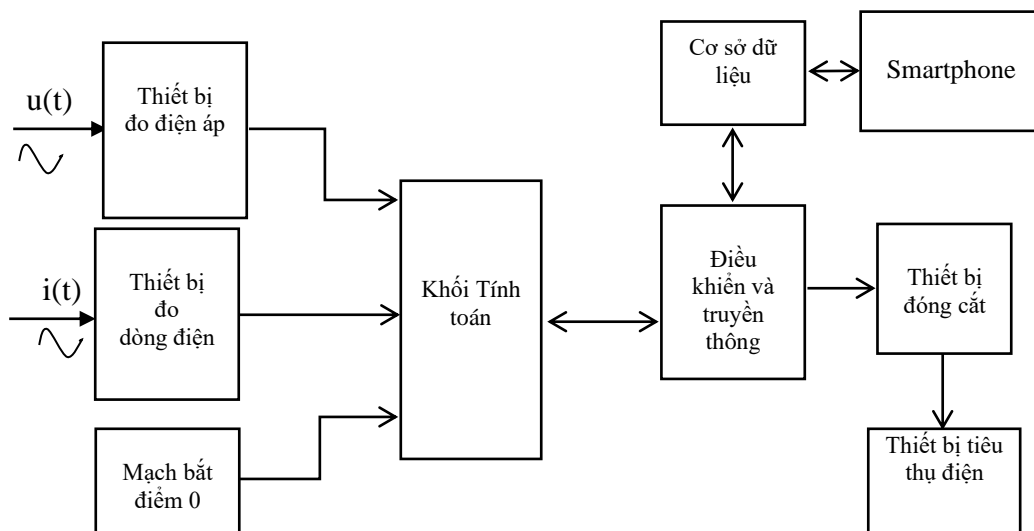 u(t)
Thiết bị
đo điện áp
i(t)
Thiết bị
đo
dòng điện
Mạch bắt
điểm 0
Khối Tính
toán
Cơ sở dữ
liệu
Smartphone
Điều
khiển và
truyền
thông
Thiết bị
đóng cắt
Thiết bị tiêu
thụ điện